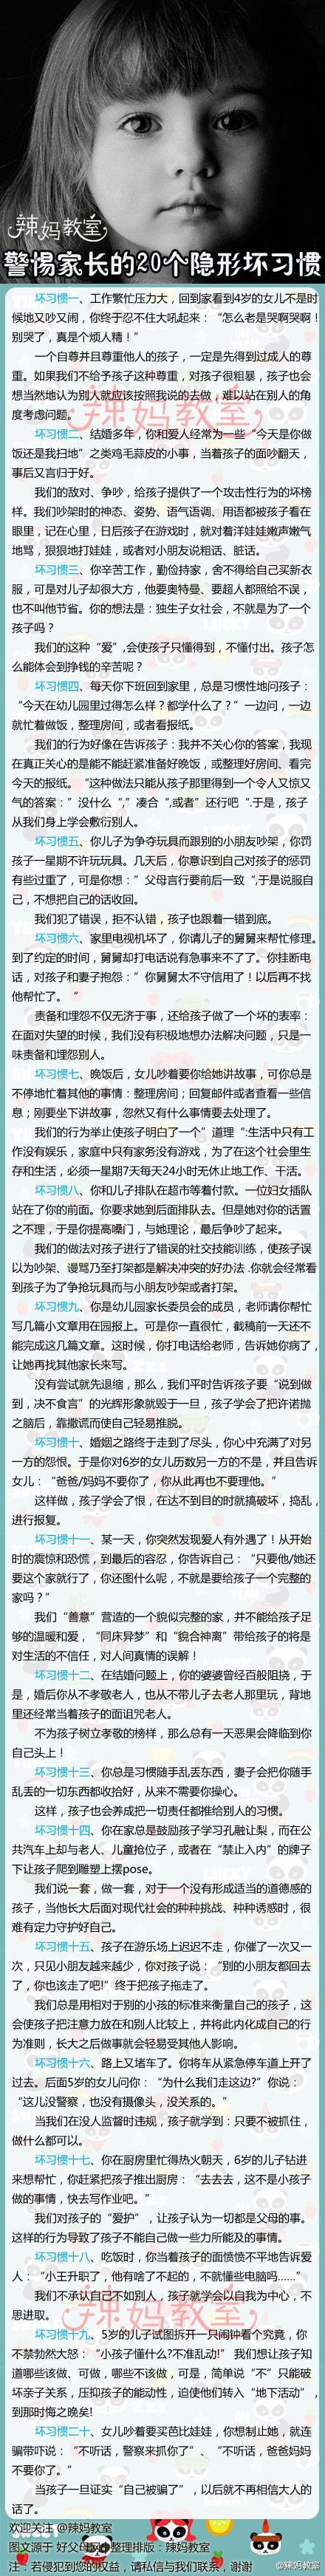 辣妈教室
警惕家长的20个隐形坏习惯
坏习惯一、工作繁忙压力大，回到家看到4岁的女儿不是时
候地又吵又闹，你终于忍不住大吼起来：“怎么老是哭啊哭啊！
别哭了，真是个烦人精！”
一个自尊并且尊重他人的孩子，一定是先得到过成人的尊
重。如果我们不给予孩子这种尊重，对孩子很粗暴，孩子也会
想当然地认为别人就应该按照我说的去做，难以站在别人的角
度考虑问题。
坏习惯二、结婚多年，你和爱人经常为一些“今天是你做
饭还是我扫地”之类鸡毛蒜皮的小事，当着孩子的面吵翻天，
事后又言归于好。
我们的敌对、争吵，给孩子提供了一个攻击性行为的坏榜
样。我们吵架时的神态、姿势、语气语调、用语都被孩子看在
眼里，记在心里，日后孩子在游戏时，就对着洋娃娃嫩声嫩气
地骂，狠狠地打娃娃，或者对小朋友说粗话、脏话。
坏习惯三、你辛苦工作，勤俭持家，舍不得给自己买新衣
服，可是对儿子却很大方，他要奥特曼、要超人都照给不误，
也不叫他节省。你的想法是：独生子女社会，不就是为了一个
孩子吗？
我们的这种“爱”,会使孩子只懂得到，不懂付出。孩子怎
么能体会到挣钱的辛苦呢？
坏习惯四、每天你下班回到家里，总是习惯性地问孩子：
“今天在幼儿园里过得怎么样？都学什么了？”一边问，一边
就忙着做饭，整理房间，或者看报纸。
我们的行为好像在告诉孩子：我并不关心你的答案，我现
在真正关心的是能不能赶紧准备好晚饭，或整理好房间、看完
今天的报纸。“这种做法只能从孩子那里得到一个令人又惊又
气的答案：”没什么“,”凑合“,或者”还行吧“.于是，孩子
从我们身上学会敷衍别人。
坏习惯五、你儿子为争夺玩具而跟别的小朋友吵架，你罚
孩子一星期不许玩玩具。几天后，你意识到自己对孩子的惩罚
有些过重了，可是你想：”父母言行要前后一致“,于是说服自
己，不想把自己的话收回。
我们犯了错误，拒不认错，孩子也跟着一错到底。
坏习惯六、家里电视机坏了，你请儿子的舅舅来帮忙修理。
到了约定的时间，舅舅却打电话说有急事来不了了。你挂断电
话，对孩子和妻子抱怨：”你舅舅太不守信用了！以后再不找
他帮忙了。“
责备和埋怨不仅无济于事，还给孩子做了一个坏的表率：
在面对失望的时候，我们没有积极地想办法解决问题，只是一
味责备和埋怨别人。
坏习惯七、晚饭后，女儿吵着要你给她讲故事，可你总是
不停地忙着其他的事情：整理房间；回复邮件或者查看一些信
息；刚要坐下讲故事，忽然又有什么事情要去处理了。
我们的行为举止使孩子明白了一个”道理“:生活中只有工
作没有娱乐，家庭中只有家务没有游戏，为了在这个社会里生
存和生活，必须一星期7天每天24小时无休止地工作、干活。
坏习惯八、你和儿子排队在超市等着付款。一位妇女插队
站在了你的前面。你要求她到后面排队去。但是她对你的话置
之不理，于是你提高嗓门，与她理论，最后争吵了起来。
我们的做法对孩子进行了错误的社交技能训练，使孩子误
以为吵架、谩骂乃至打架都是解决冲突的好办法.你就会经常看
到孩子为了争抢玩具而与小朋友吵架或者打架。
坏习惯九、你是幼儿园家长委员会的成员，老师请你帮忙
写几篇小文章用在园报上。可是你一直很忙，截稿前一天还不
能完成这几篇文章。这时候，你打电话给老师，告诉她你病了，
让她再找其他家长来写。
没有尝试就先退缩，那么，我们平时告诉孩子要“说到做
到，决不食言”的光辉形象就毁于一旦，孩子学会了把许诺抛
之脑后，靠撒谎而使自己轻易推脱。
坏习惯十、婚姻之路终于走到了尽头，你心中充满了对另
一方的怨恨。于是你对6岁的女儿历数另一方的不是，并且告诉
女儿：“爸爸/妈妈不要你了，你从此再也不要理他。”
这样做，孩子学会了恨，在达不到目的时就搞破坏，捣乱，
进行报复。
坏习惯十一、某一天，你突然发现爱人有外遇了！从开始
时的震惊和恐慌，到最后的容忍，你告诉自己：“只要他/她还
要这个家就行了，你还图什么呢，不就是要给孩子一个完整的
家吗？”
我们“善意”营造的一个貌似完整的家，并不能给孩子足
够的温暖和爱，“同床异梦”和“貌合神离”带给孩子的将是
对生活的不信任，对人间真情的误解！
坏习惯十二、在结婚问题上，你的婆婆曾经百般阻挠，于
是，婚后你从不孝敬老人，也从不带儿子去老人那里玩，背地
里还经常当着孩子的面诅咒老人。
不为孩子树立孝敬的榜样，那么总有一天恶果会降临到你
自己头上！
坏习惯十三、你总是习惯随手乱丢东西，妻子会把你随手
乱丢的一切东西都收拾好，从来不需要你操心。
这样，孩子也会养成把一切责任都推给别人的习惯。
坏习惯十四、你在家总是鼓励孩子学习孔融让梨，而在公
共汽车上却与老人、儿童抢位子，或者在“禁止入内”的牌子
下让孩子爬到雕塑上摆pose。
我们说一套，做一套，对于一个没有形成适当的道德感的
孩子，当他长大后面对现代社会的种种挑战、种种诱惑时，很
难有定力守护好自己。
坏习惯十五、孩子在游乐场上迟迟不走，你催了一次又一
次，只见小朋友越来越少，你对孩子说：“别的小朋友都回去
了，你也该走了吧!”终于把孩子拖走了。
我们总是用相对于别的小孩的标准来衡量自己的孩子，这
会使孩子把注意力放在和别人比较上，并将此内化成自己的行
为准则，长大之后做事就会轻易受其他人影响。
坏习惯十六、路上又堵车了。你将车从紧急停车道上开了
过去。后面5岁的女儿问你：“为什么我们走这边?”你说：
“这儿没警察，也没有摄像头，没关系的。”
当我们在没人监督时违规，孩子就学到：只要不被抓住，
做什么都可以。
坏习惯十七、你在厨房里忙得热火朝天，6岁的儿子钻进
来想帮忙，你赶紧把孩子推出厨房：“去去去，这不是小孩子
做的事情，快去写作业吧。”
我们对孩子的“爱护”，让孩子认为一切都是父母的事。
这样的行为导致了孩子不能自己做一些力所能及的事情。
坏习惯十八、吃饭时，你当着孩子的面愤愤不平地告诉爱
人：“小王升职了，他有啥了不起的，不就懂些电脑吗……”
我们不承认自己不如别人，孩子就学会以自我为中心，不
思进取。
坏习惯十九、5岁的儿子试图拆开一只闹钟看个究竟，你
不禁勃然大怒：“小孩子懂什么?不准乱动!”我们想让孩子知
道哪些该做、可做，哪些不该做，可是，简单说“不”只能破
坏亲子关系，压抑孩子的能动性，迫使他们转入“地下活动”，
到那时悔之晚矣!
坏习惯二十、女儿吵着要买芭比娃娃，你想制止她，就连
骗带吓说：“不听话，警察来抓你了”、“不听话，爸爸妈妈
不要你了。”
当孩子一旦证实“自己被骗了”，以后就不再相信大人的
话了。
欢迎关注 @辣妈教室
图文源于 好父母 整理排版：辣妈教室
注：若侵犯到您的权益，请私信与我们联系，谢谢
@辣妈教室